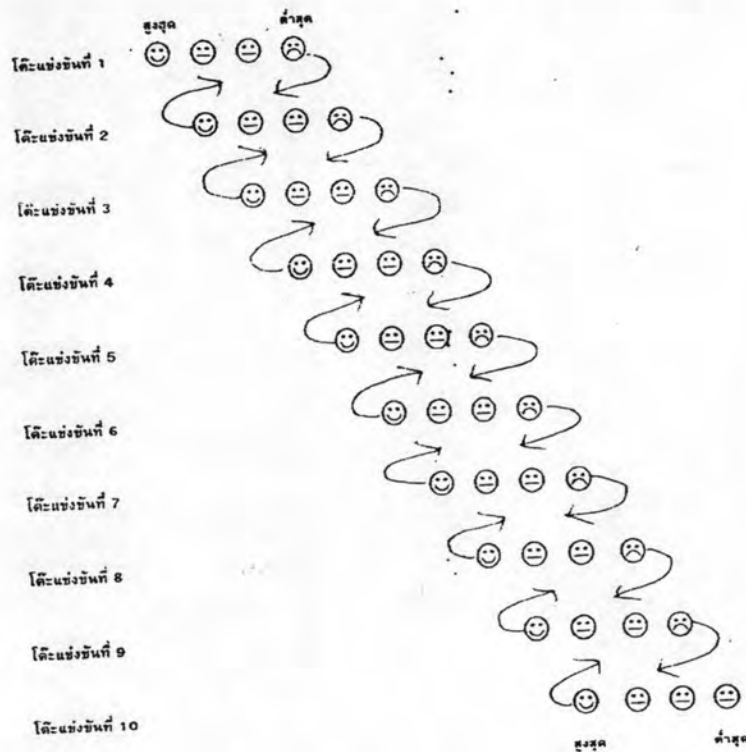 สูงสุด ต่ำสุด
โต๊ะแข่งขันที่ 1
โต๊ะแข่งขันที่ 2
โต๊ะแข่งขันที่ 3
โต๊ะแข่งขันที่ 4
โต๊ะแข่งขันที่ 5
โต๊ะแข่งขันที่ 6
โต๊ะแข่งขันที่ 7
โต๊ะแข่งขันที่ 8
โต๊ะแข่งขันที่ 9
โต๊ะแข่งขันที่ 10
สูงสุด ต่ำสุด